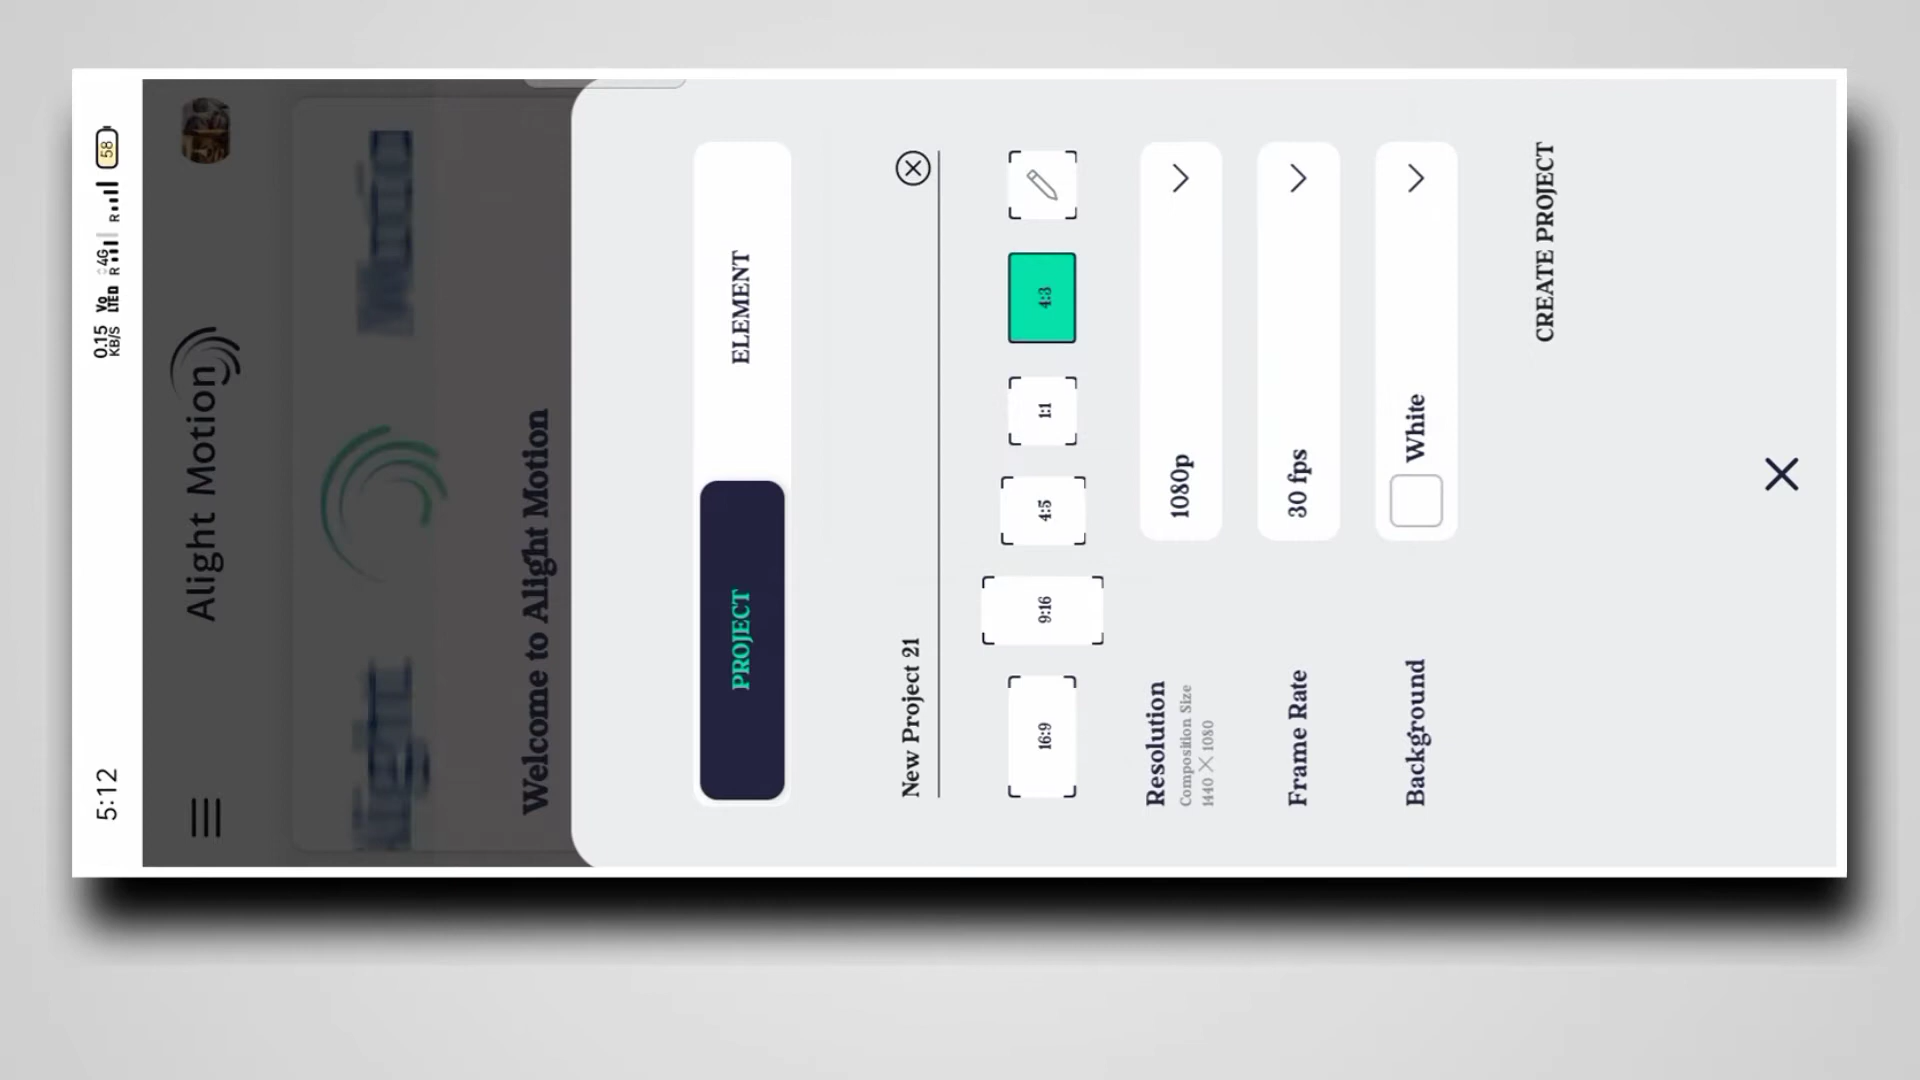 5:12
0.15 KB/S
Vo LTED
4G
R
R
58
Alight Motion
Welcome to Alight Motion
PROJECT
ELEMENT
New Project 21
16:9
9:16
4:5
1:1
4:3
Resolution
Composition Size
1440 X 1080
1080p
Frame Rate
30 fps
Background
White
CREATE PROJECT